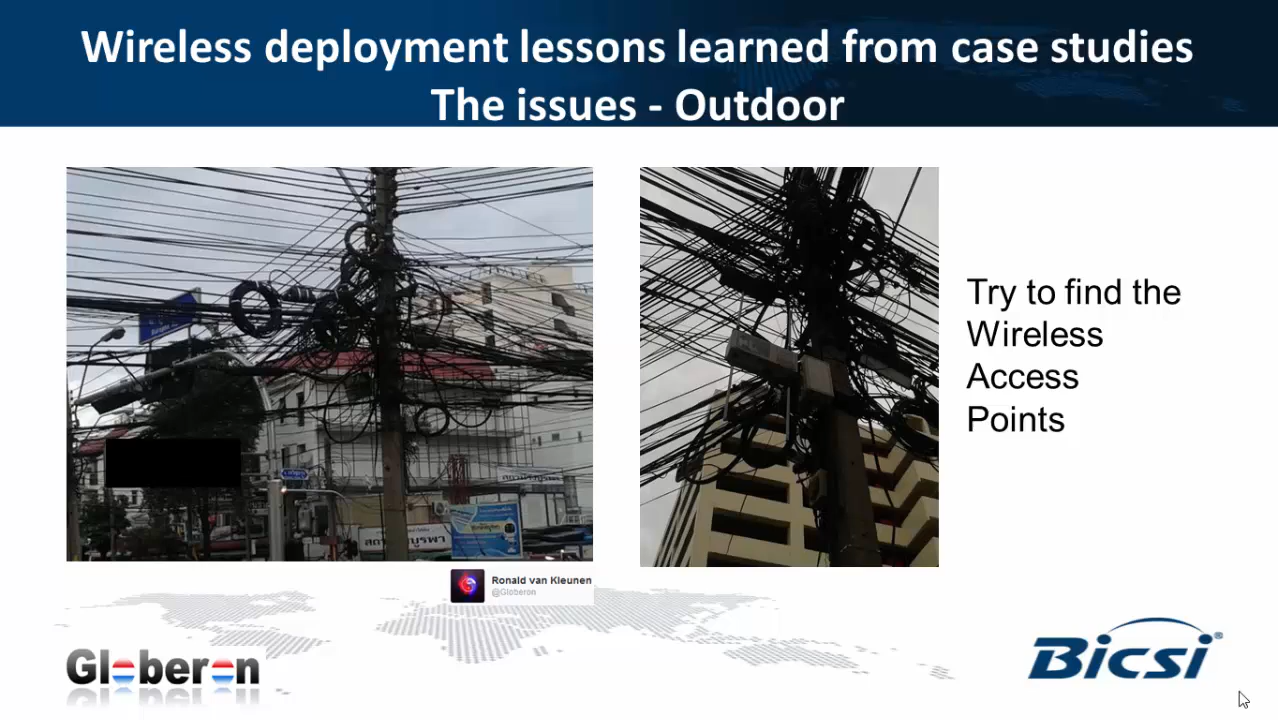 Wireless deployment lessons learned from case studies
The issues - Outdoor
Try to find the
Wireless
Access
Points
Ronald van Kleunen
@Globeron
Globeron
Bicsi®